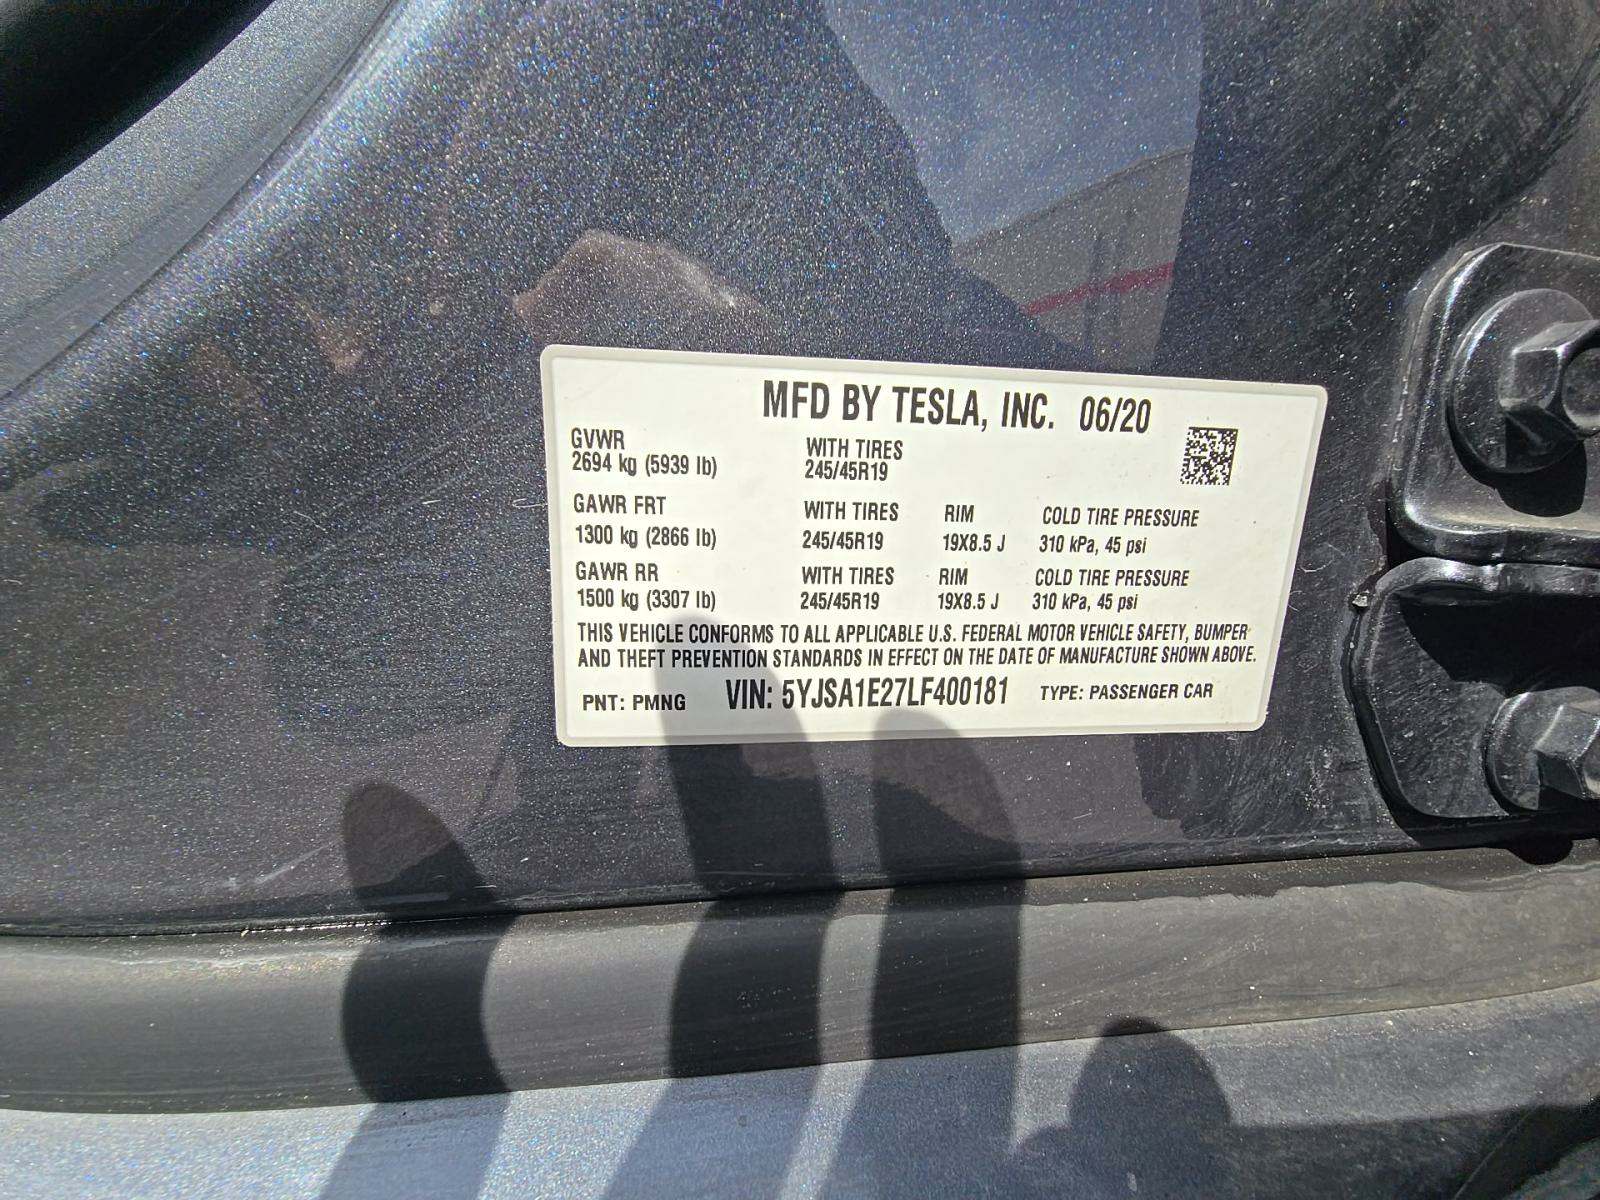 MFD BY TESLA, INC. 06/20
GVWR WITH TIRES
2694 kg (5939 lb) 245/45R19
GAWR FRT WITH TIRES RIM COLD TIRE PRESSURE
1300 kg (2866 lb) 245/45R19 19X8.5 J 310 kPa, 45 psi
GAWR RR WITH TIRES RIM COLD TIRE PRESSURE
1500 kg (3307 lb) 245/45R19 19X8.5 J 310 kPa, 45 psi
THIS VEHICLE CONFORMS TO ALL APPLICABLE U.S. FEDERAL MOTOR VEHICLE SAFETY, BUMPER
AND THEFT PREVENTION STANDARDS IN EFFECT ON THE DATE OF MANUFACTURE SHOWN ABOVE.
PNT: PMNG VIN: 5YJSA1E27LF400181 TYPE: PASSENGER CAR